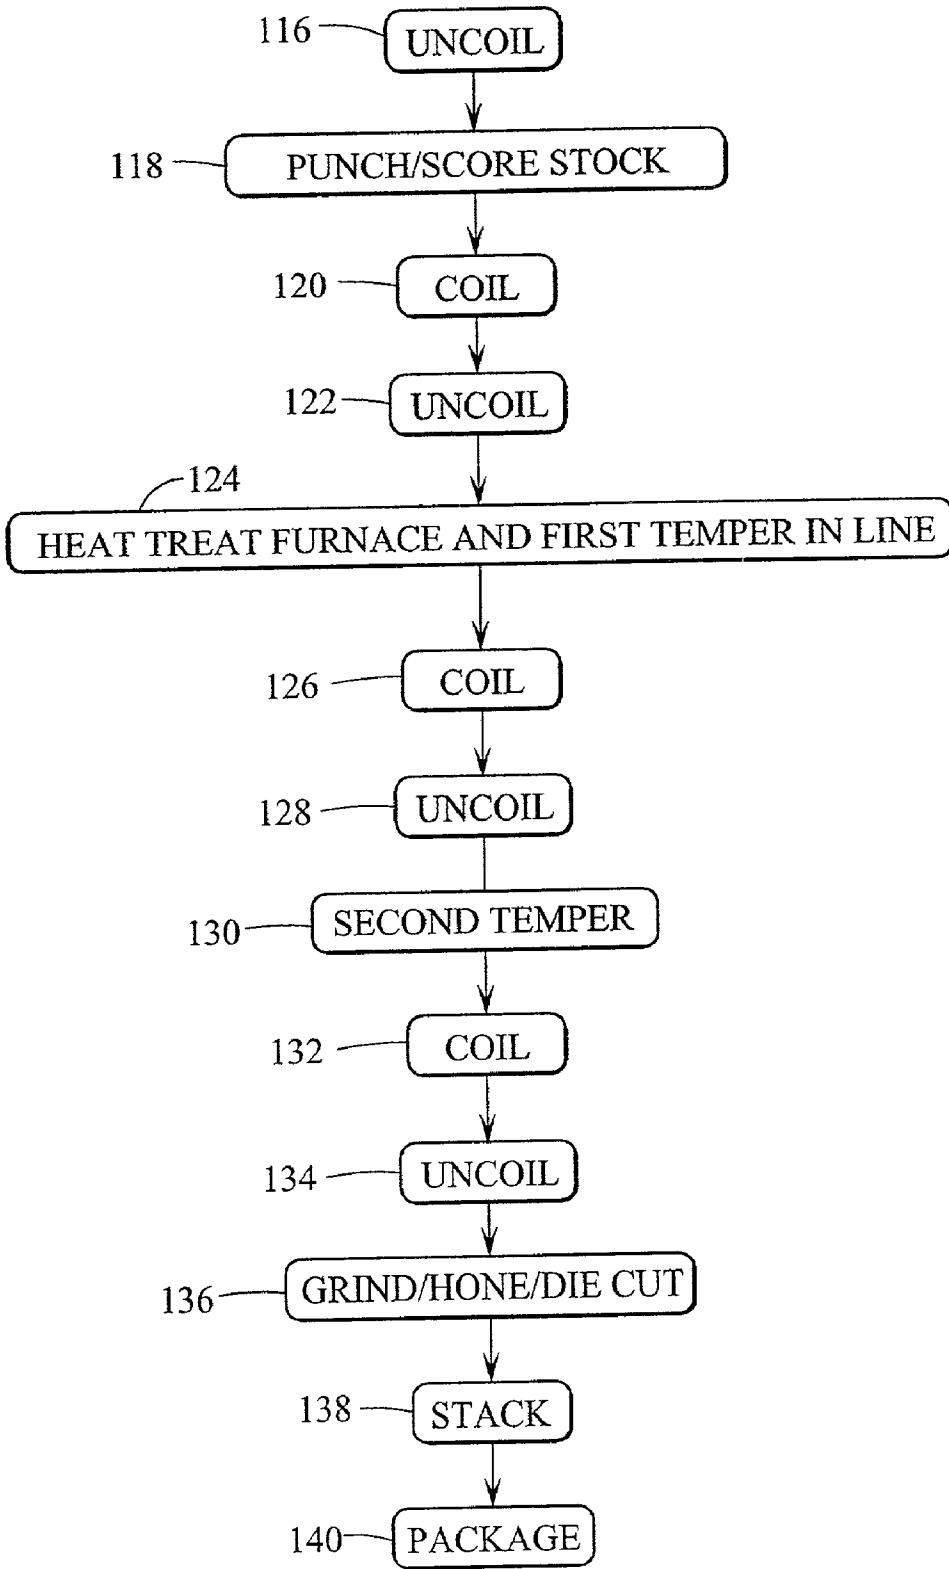 116 UNCOIL
118 PUNCH/SCORE STOCK
120 COIL
122 UNCOIL
124
HEAT TREAT FURNACE AND FIRST TEMPER IN LINE
126 COIL
128 UNCOIL
130 SECOND TEMPER
132 COIL
134 UNCOIL
136 GRIND/HONE/DIE CUT
138 STACK
140 PACKAGE